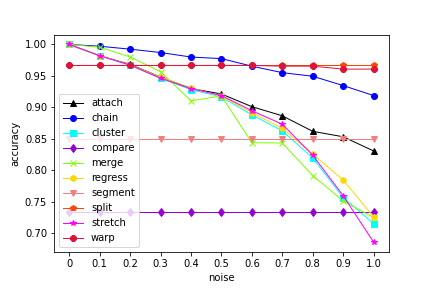 1.00
0.95
0.90
0.85
0.80
0.75
0.70
accuracy
attach
chain
cluster
compare
merge
regress
segment
split
stretch
warp
0 0.1 0.2 0.3 0.4 0.5 0.6 0.7 0.8 0.9 1.0
noise